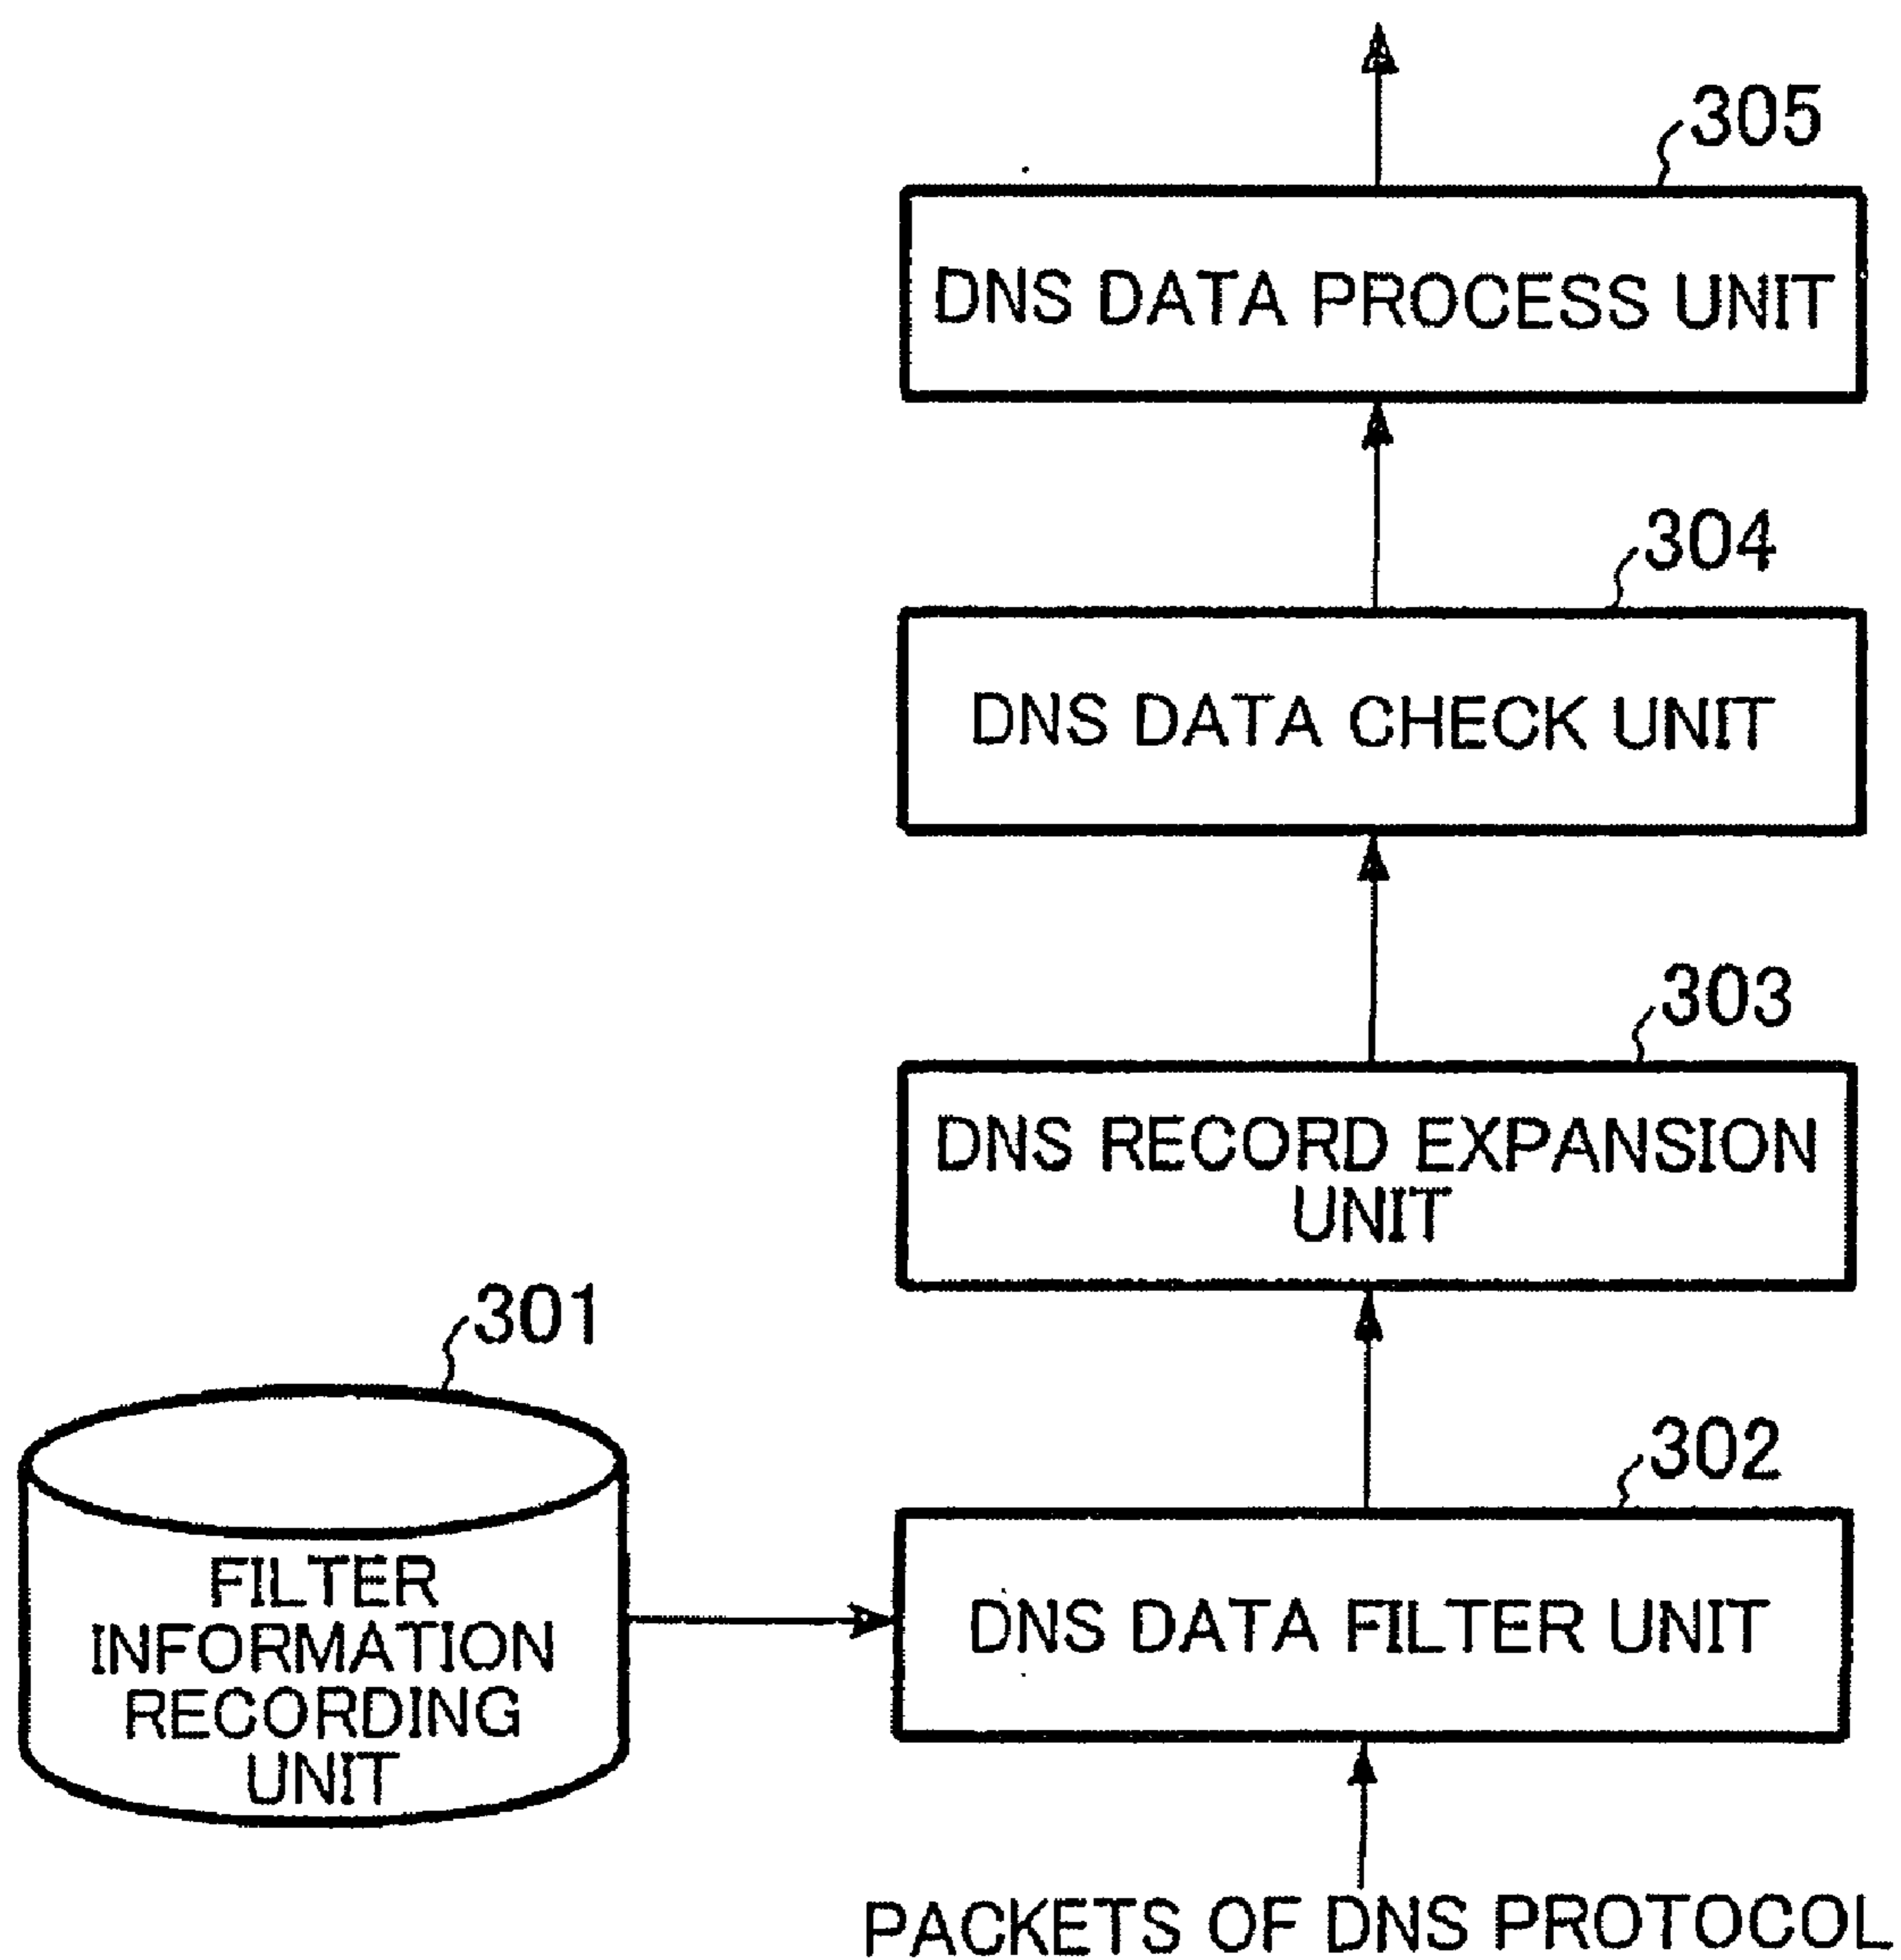 305
DNS DATA PROCESS UNIT
304
DNS DATA CHECK UNIT
303
DNS RECORD EXPANSION
UNIT
301
FILTER
INFORMATION
RECORDING
UNIT
302
DNS DATA FILTER UNIT
PACKETS OF DNS PROTOCOL